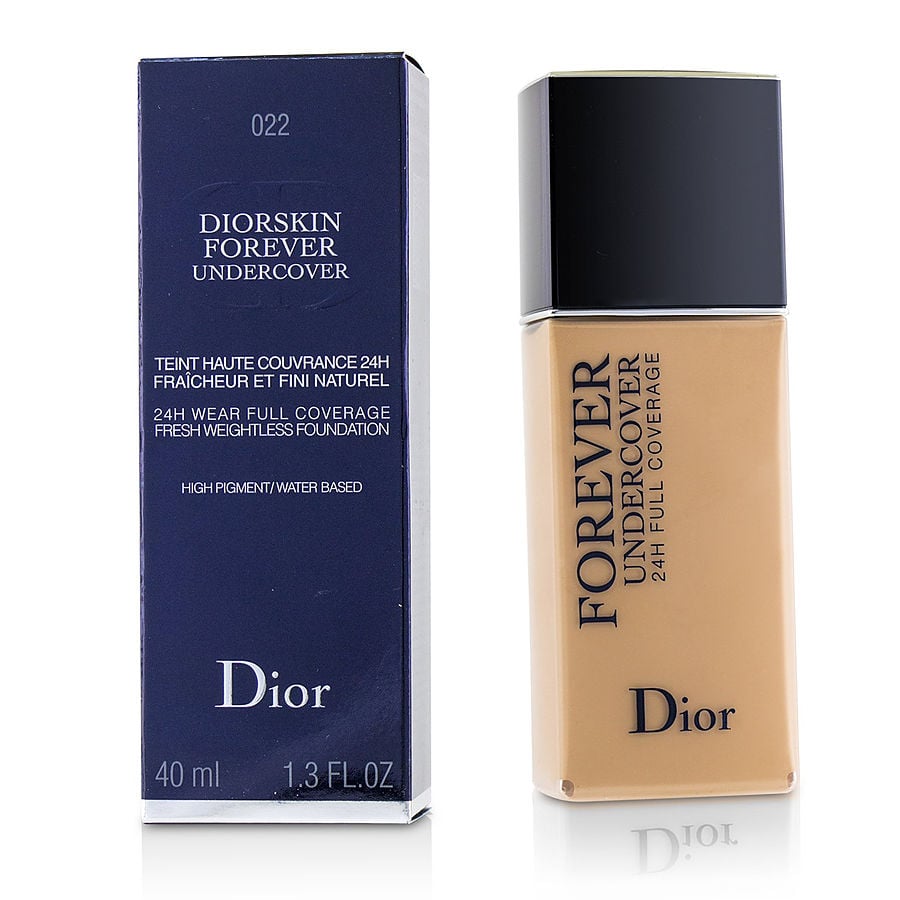 022
DIORSKIN
FOREVER
UNDERCOVER
TEINT HAUTE COUVRANCE 24H
FRAÎCHEUR ET FINI NATUREL
24H WEAR FULL COVERAGE
FRESH WEIGHTLESS FOUNDATION
HIGH PIGMENT/WATER BASED
Dior
40 ml 1.3 FL.OZ
FOREVER
UNDERCOVER
24H FULL COVERAGE
Dior